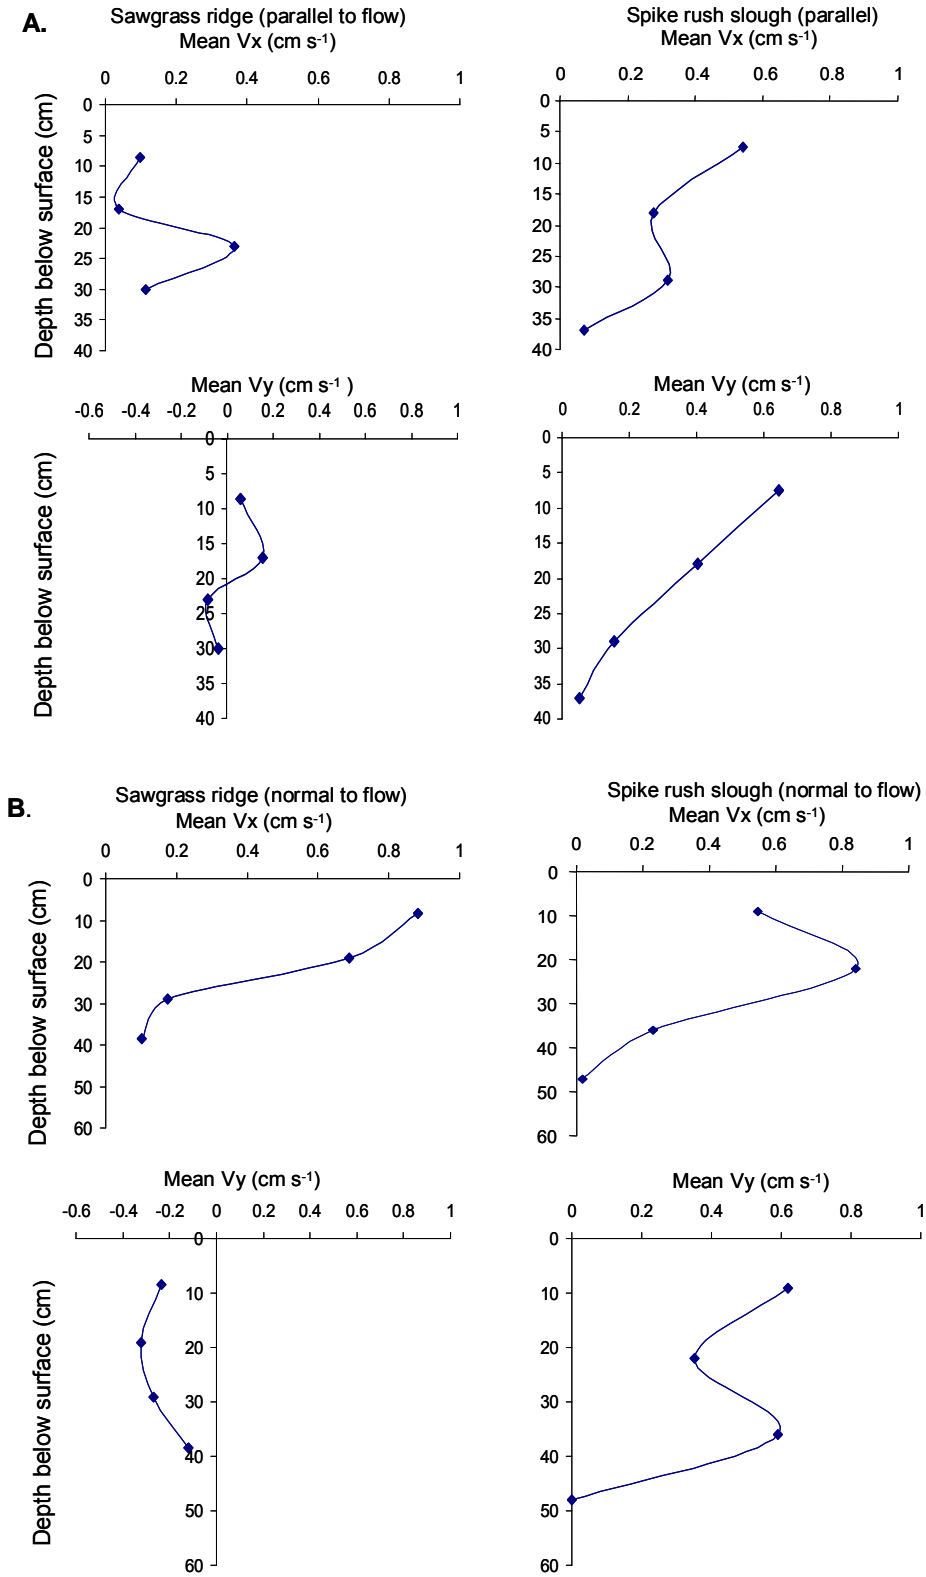 A.
Sawgrass ridge (parallel to flow)
Mean Vx (cm s-1)
0 0.2 0.4 0.6 0.8 1
Depth below surface (cm)
0
5
10
15
20
25
30
35
40
Spike rush slough (parallel)
Mean Vx (cm s-1)
0 0.2 0.4 0.6 0.8 1
0
5
10
15
20
25
30
35
40
Mean Vy (cm s-1 )
-0.6 -0.4 -0.2 0 0.2 0.4 0.6 0.8 1
Depth below surface (cm)
0
5
10
15
20
25
30
35
40
Mean Vy (cm s-1)
0 0.2 0.4 0.6 0.8 1
0
5
10
15
20
25
30
35
40
B.
Sawgrass ridge (normal to flow)
Mean Vx (cm s-1)
0 0.2 0.4 0.6 0.8 1
Depth below surface (cm)
0
10
20
30
40
50
60
Spike rush slough (normal to flow)
Mean Vx (cm s-1)
0 0.2 0.4 0.6 0.8 1
0
10
20
30
40
50
60
Mean Vy (cm s-1)
-0.6 -0.4 -0.2 0 0.2 0.4 0.6 0.8 1
Depth below surface (cm)
0
10
20
30
40
50
60
Mean Vy (cm s-1)
0 0.2 0.4 0.6 0.8 1
0
10
20
30
40
50
60